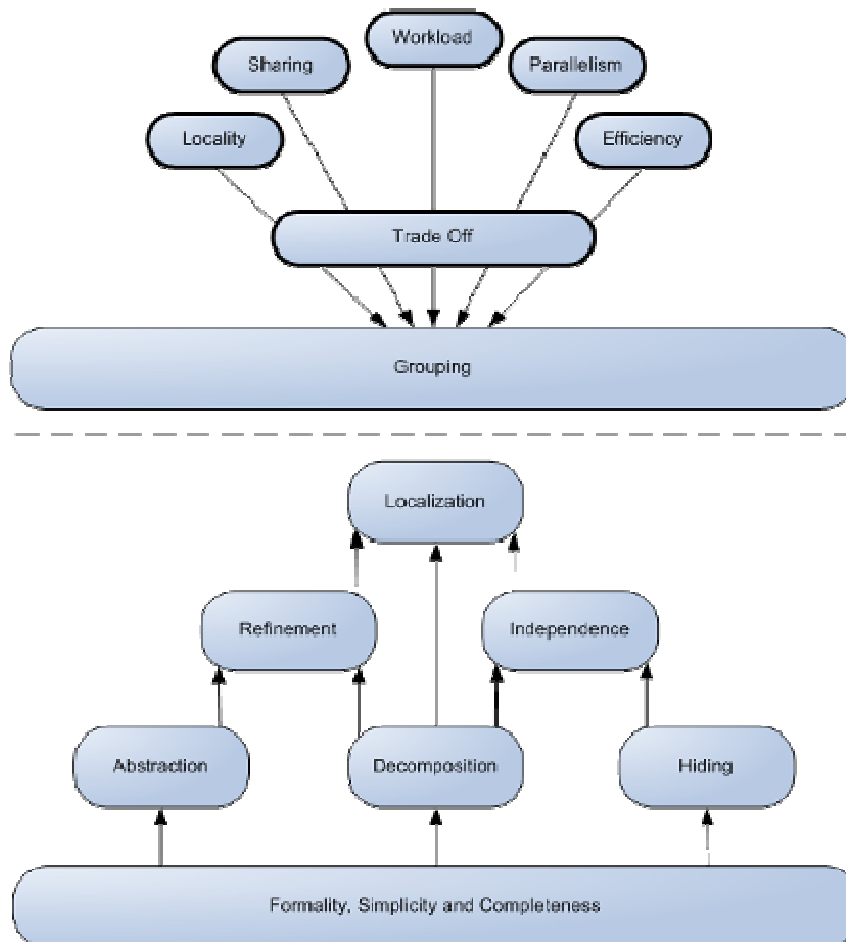 Workload
Sharing
Parallelism
Locality
Efficiency
Trade Off
Grouping
Localization
Refinement
Independence
Abstraction
Decomposition
Hiding
Formality, Simplicity and Completeness